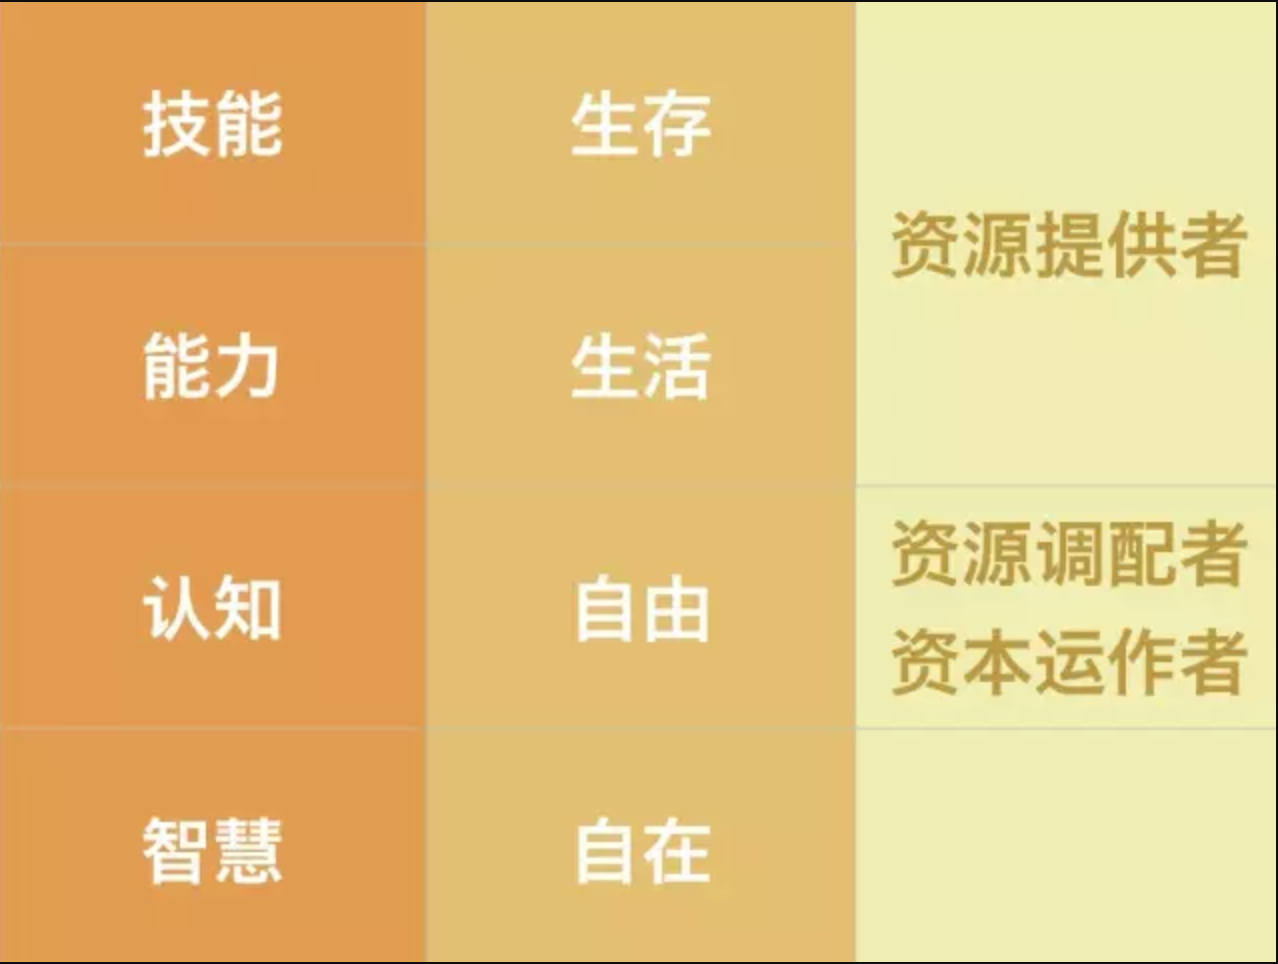 技能
生存
资源提供者
能力
生活
认知
自由
资源调配者
资本运作者
智慧
自在